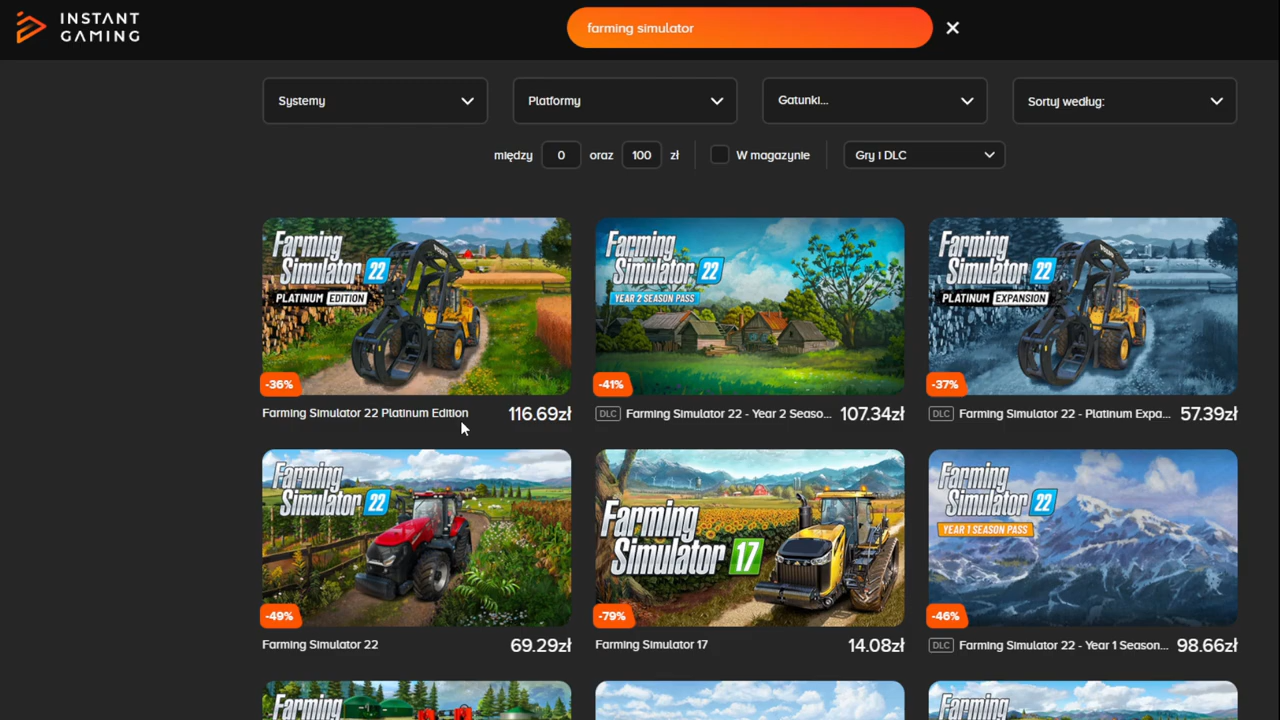 INSTANT
GAMING
farming simulator
Systemy
Platformy
Gatunki...
Sortuj według:
między 0 oraz 100 zł
W magazynie
Gry i DLC
Farming
Simulator 22
PLATINUM EDITION
-36%
Farming Simulator 22 Platinum Edition 116.69zł
Farming
Simulator 22
YEAR 2 SEASON PASS
-41%
DLC Farming Simulator 22 - Year 2 Seaso... 107.34zł
Farming
Simulator 22
PLATINUM EXPANSION
-37%
DLC Farming Simulator 22 - Platinum Expa... 57.39zł
Farming
Simulator 22
-49%
Farming Simulator 22 69.29zł
Farming
Simulator 17
-79%
Farming Simulator 17 14.08zł
Farming
Simulator 22
YEAR 1 SEASON PASS
-46%
DLC Farming Simulator 22 - Year 1 Season... 98.66zł
Farming
Farming